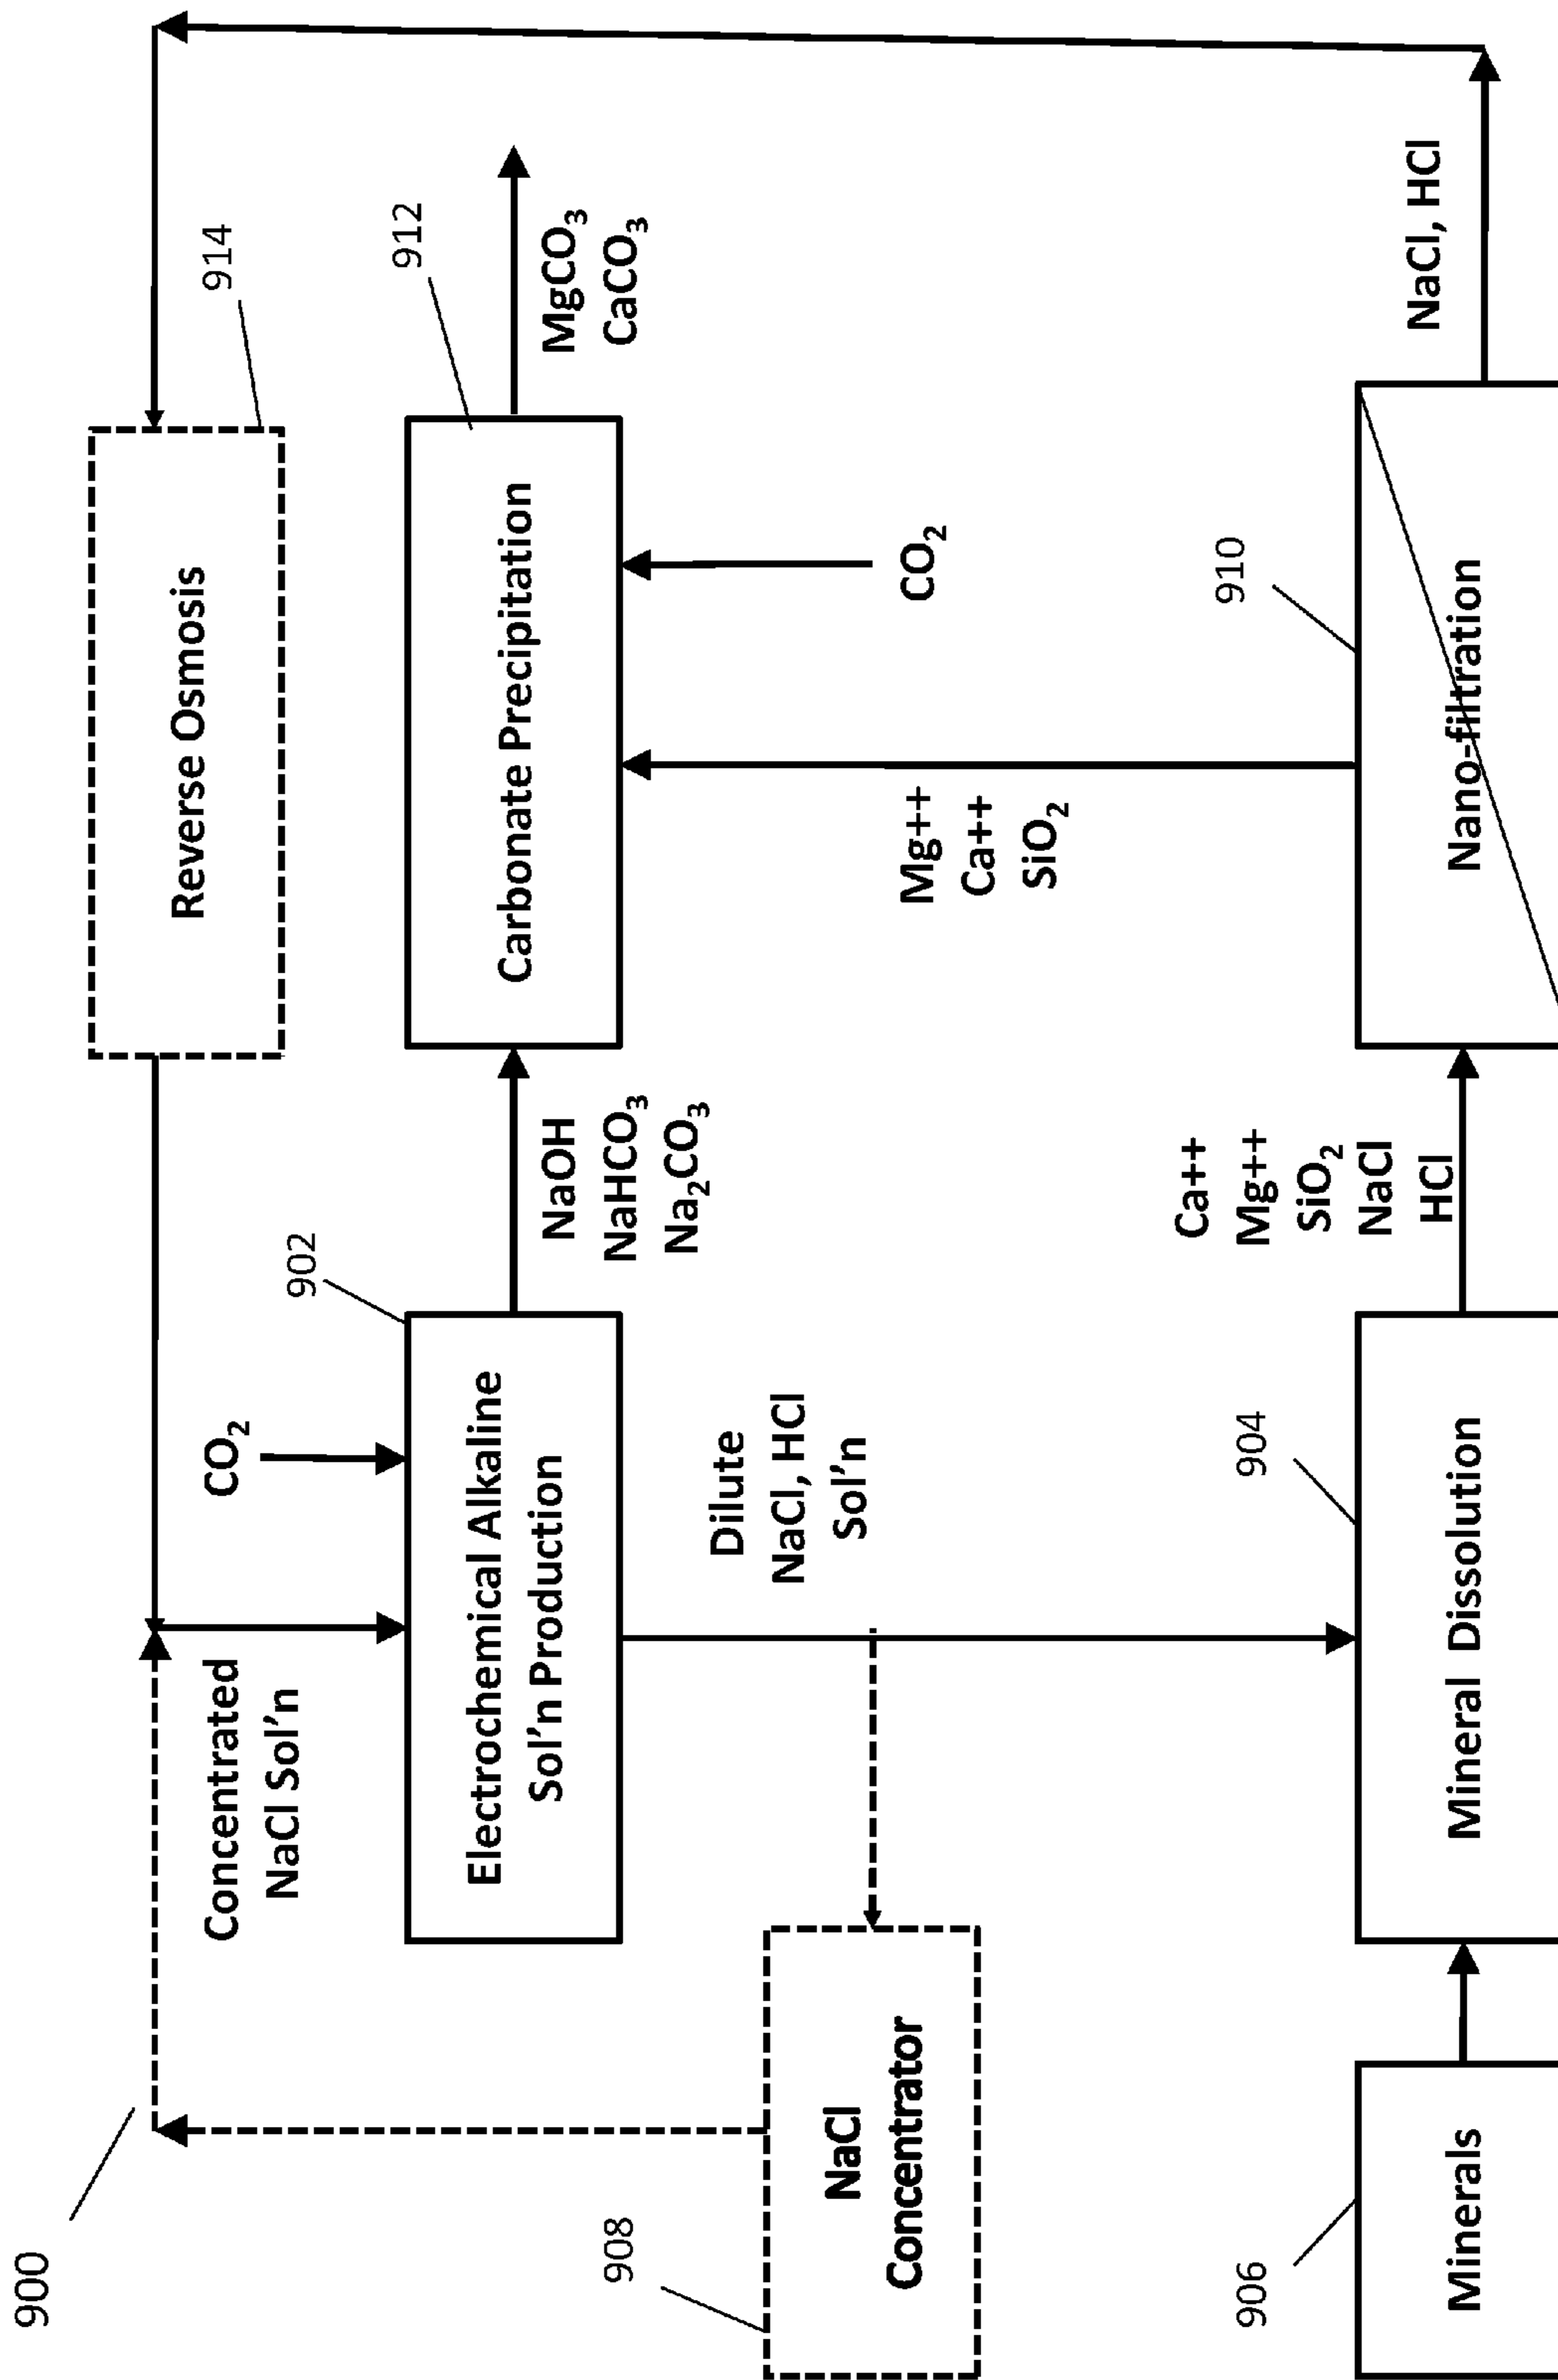 900
914
Reverse Osmosis
Concentrated
NaCl Sol'n
CO₂
902
912
Electrochemical Alkaline
Sol'n Production
NaOH
NaHCO₃
Na₂CO₃
Carbonate Precipitation
MgCO₃
CaCO₃
908
NaCl
Concentrator
Dilute
NaCl, HCl
Sol'n
Mg++
Ca++
SiO₂
CO₂
906
Minerals
904
Mineral Dissolution
Ca++
Mg++
SiO₂
NaCl
HCl
910
Nano-filtration
NaCl, HCl